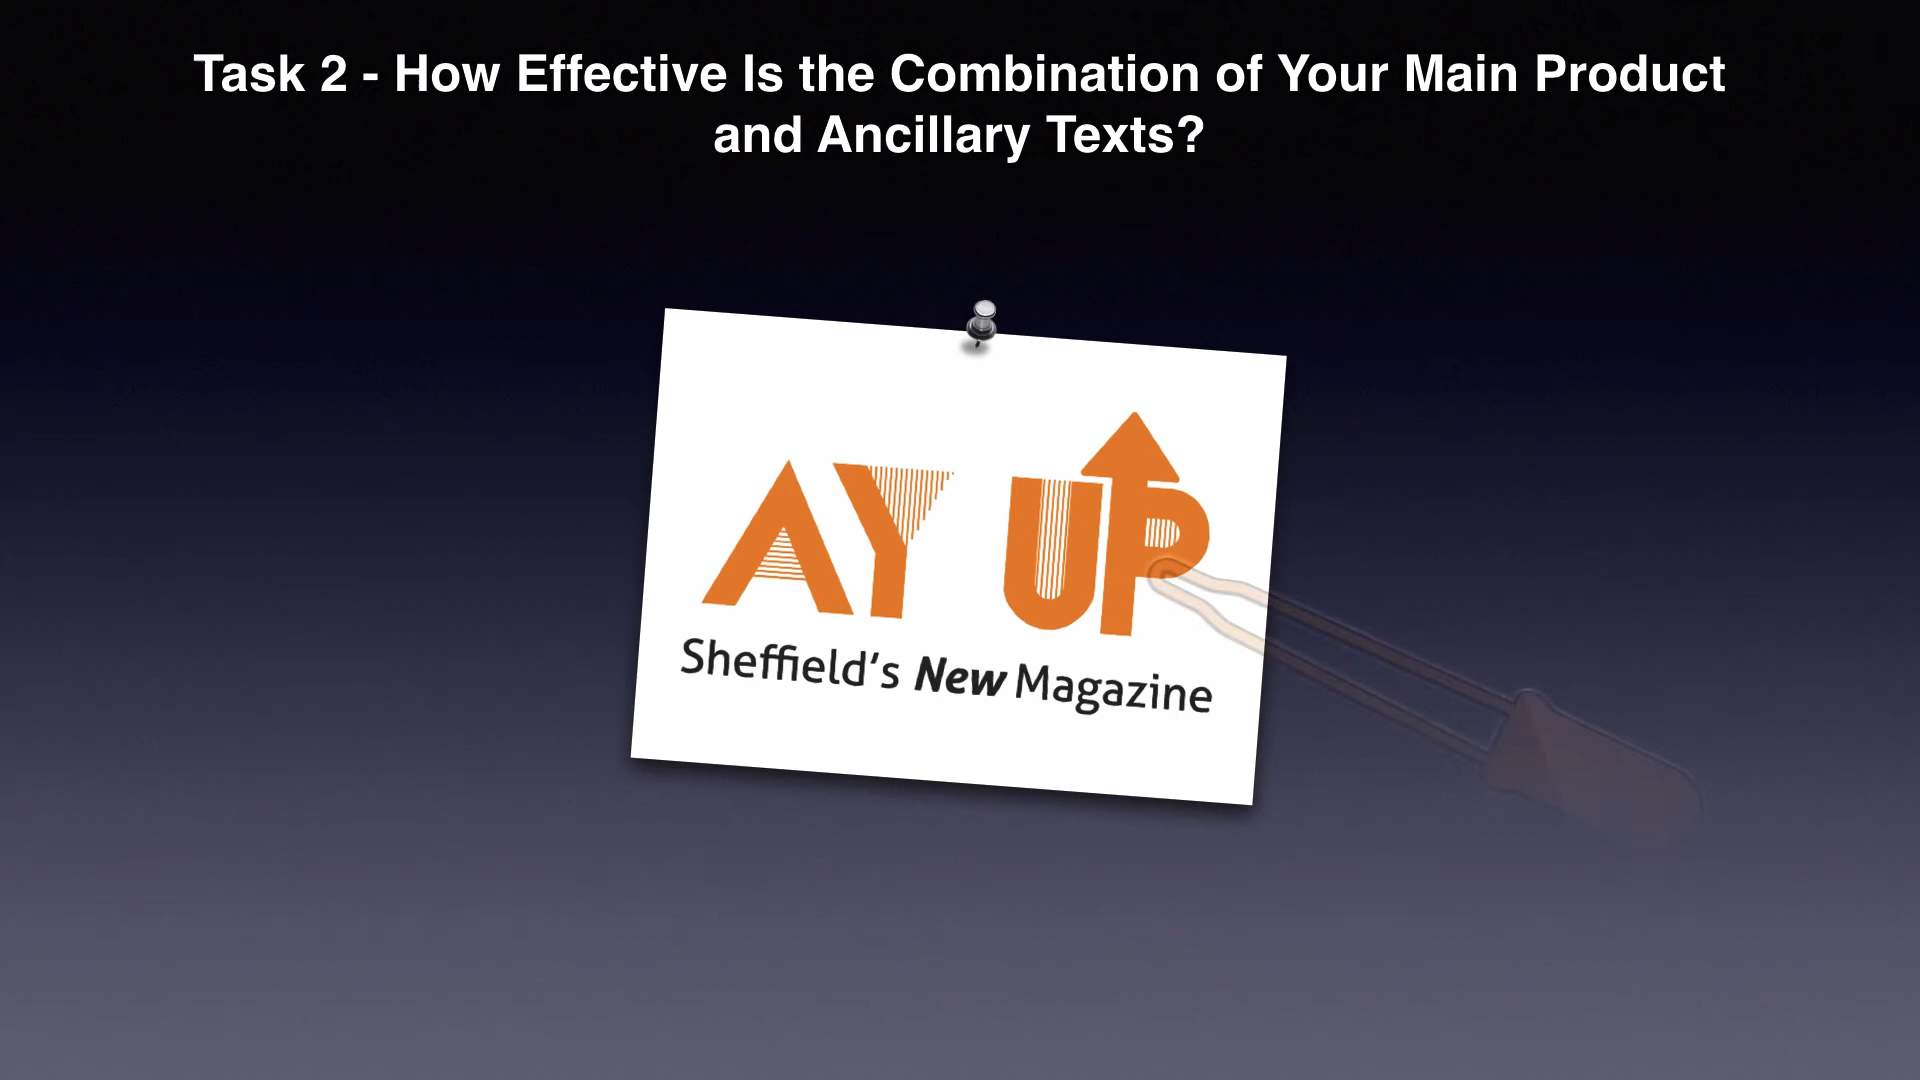 Task 2 - How Effective Is the Combination of Your Main Product
and Ancillary Texts?
AY UP
Sheffield's New Magazine